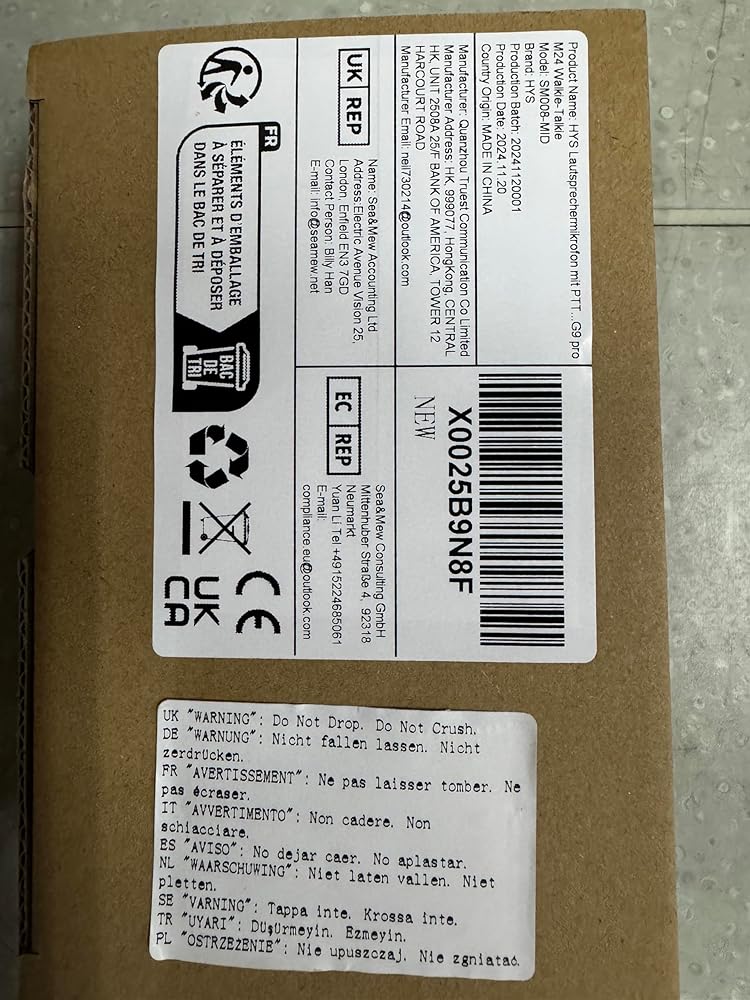 Product Name: HYS Lautsprechermikrofon mit PTT...G9 pro
M24 Walkie-Talkie
Model: SM008-M1D
Brand: HYS
Production Batch: 20241120001
Production Date: 2024.11.20
Country Origin: MADE IN CHINA
Manufacturer: Quanzhou Truest Communication Co Limited
Manufacturer Address: HK, 999077, HongKong, CENTRAL
HK, UNIT 2508A 25/F BANK OF AMERICA, TOWER 12
HARCOURT ROAD
Manufacturer Email: neil730214@outlook.com
X0025B9N8F
NEW
UK REP
Name: Sea&Mew Accounting Ltd
Address:Electric Avenue Vision 25,
London, Enfield EN3 7GD
Contact Person: Billy Han
E-mail: info@seamew.net
EC REP
Sea&Mew Consulting GmbH
Mittenhuber Straße 4, 92318
Neumarkt
Yuan Li Tel +4915224685061
E-mail:
compliance.eu@outlook.com
FR
ÉLÉMENTS D'EMBALLAGE
À SÉPARER ET À DÉPOSER
DANS LE BAC DE TRI
BAC
DE
TRI
CE
UK
CA
UK "WARNING": Do Not Drop. Do Not Crush.
DE "WARNUNG": Nicht fallen lassen. Nicht
zerdrücken.
FR "AVERTISSEMENT": Ne pas laisser tomber. Ne
pas écraser.
IT "AVVERTIMENTO": Non cadere. Non
schiacciare.
ES "AVISO": No dejar caer. No aplastar.
NL "WAARSCHUWING": Niet laten vallen. Niet
pletten.
SE "VARNING": Tappa inte. Krossa inte.
TR "UYARI": Düşürmeyin. Ezmeyin.
PL "OSTRZEŻENIE": Nie upuszczaj. Nie zgniatać.